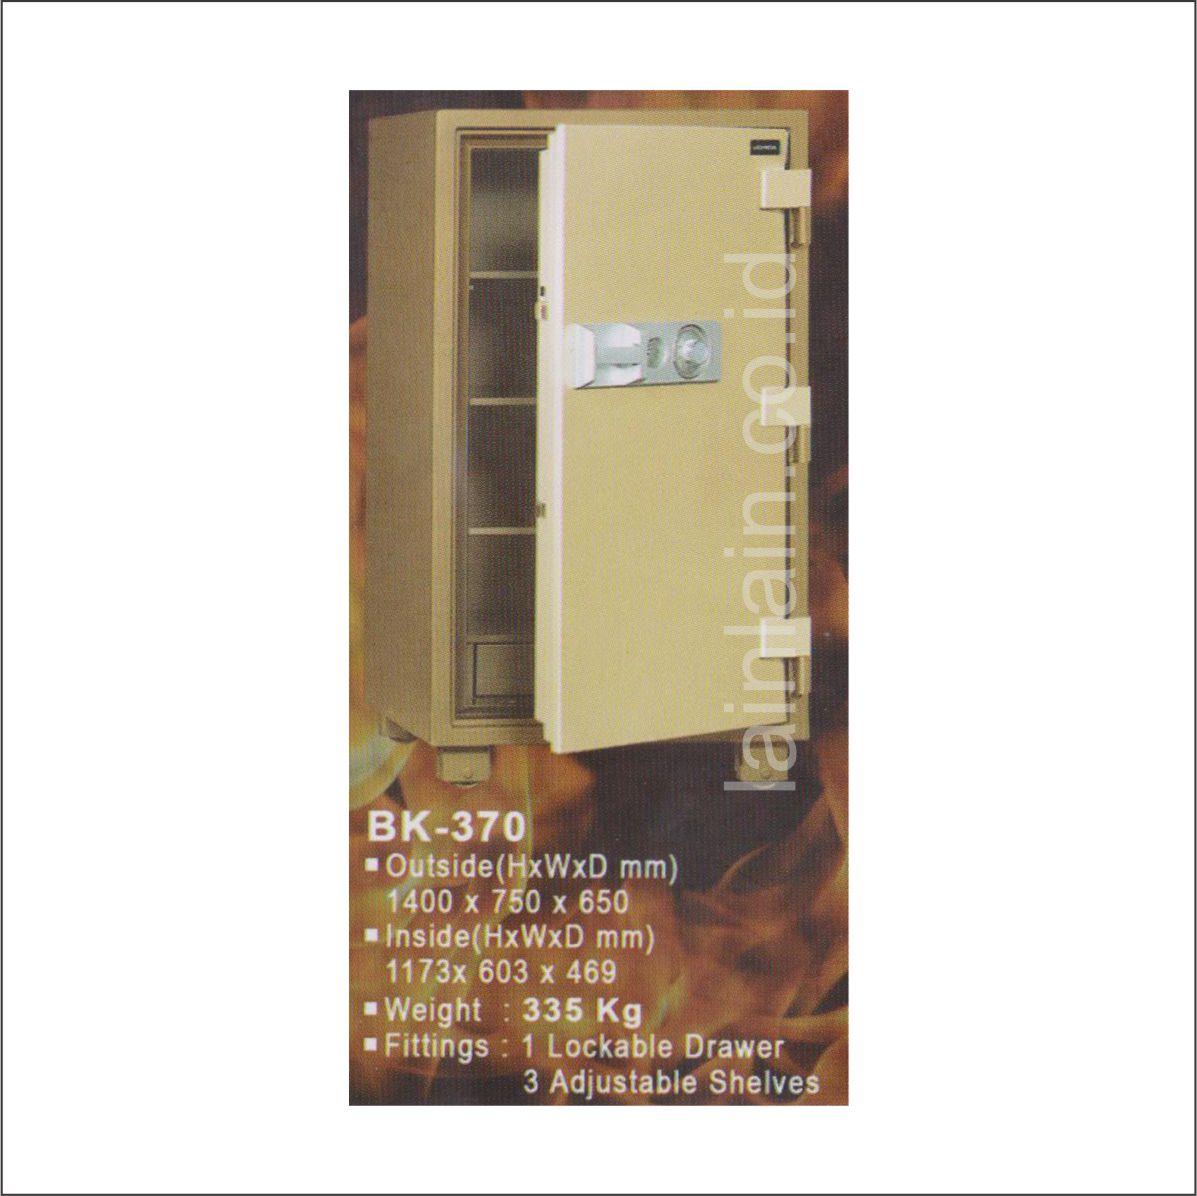 lainlain.co.id
BK-370
▪ Outside(HxWxD mm)
1400 x 750 x 650
▪ Inside(HxWxD mm)
1173x 603 x 469
▪ Weight : 335 Kg
▪ Fittings : 1 Lockable Drawer
3 Adjustable Shelves